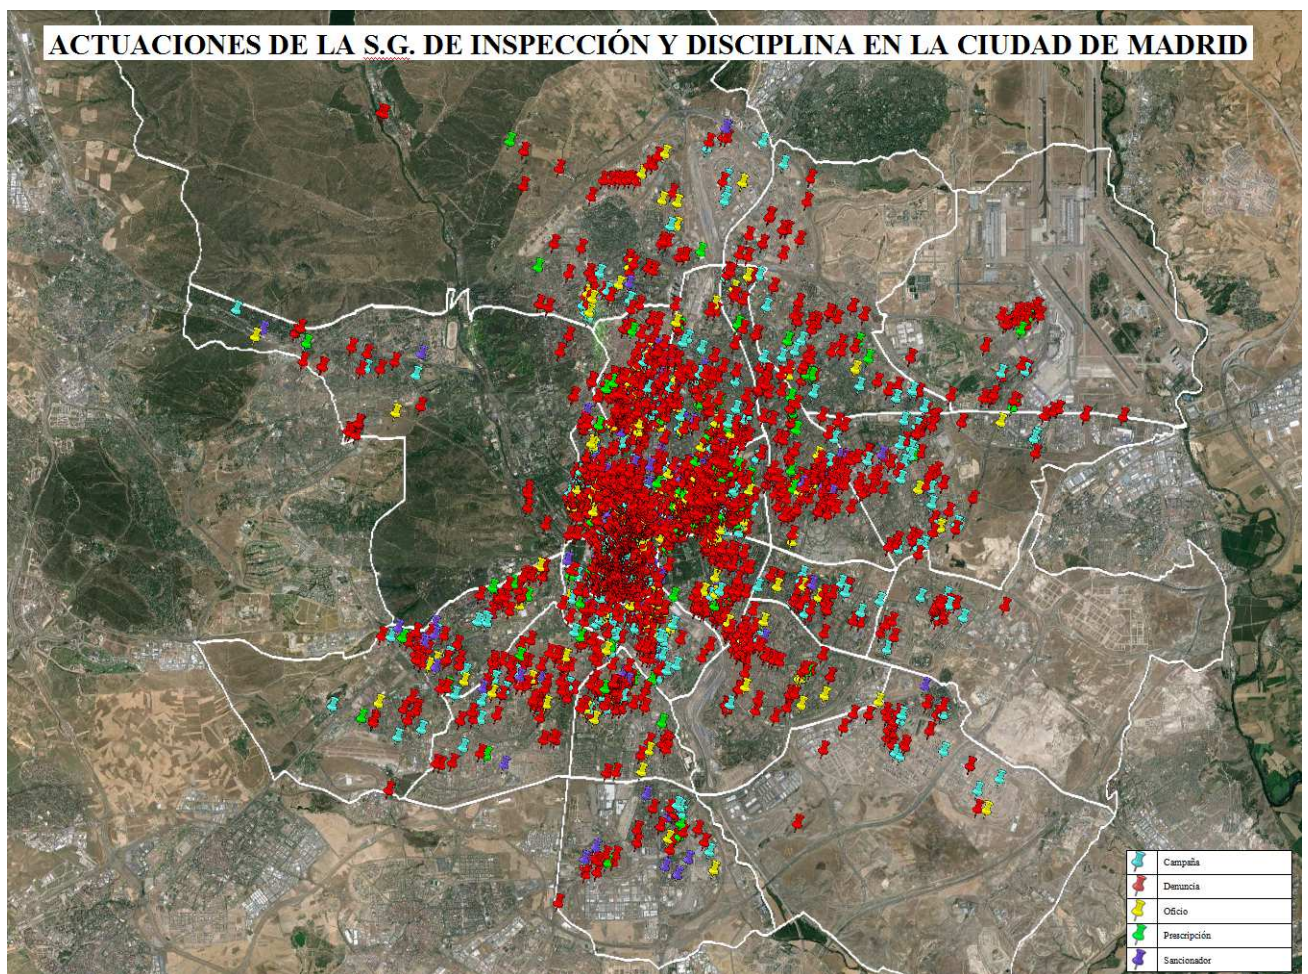 ACTUACIONES DE LA S.G. DE INSPECCIÓN Y DISCIPLINA EN LA CIUDAD DE MADRID
Campaña
Denuncia
Oficio
Prescripción
Sancionador